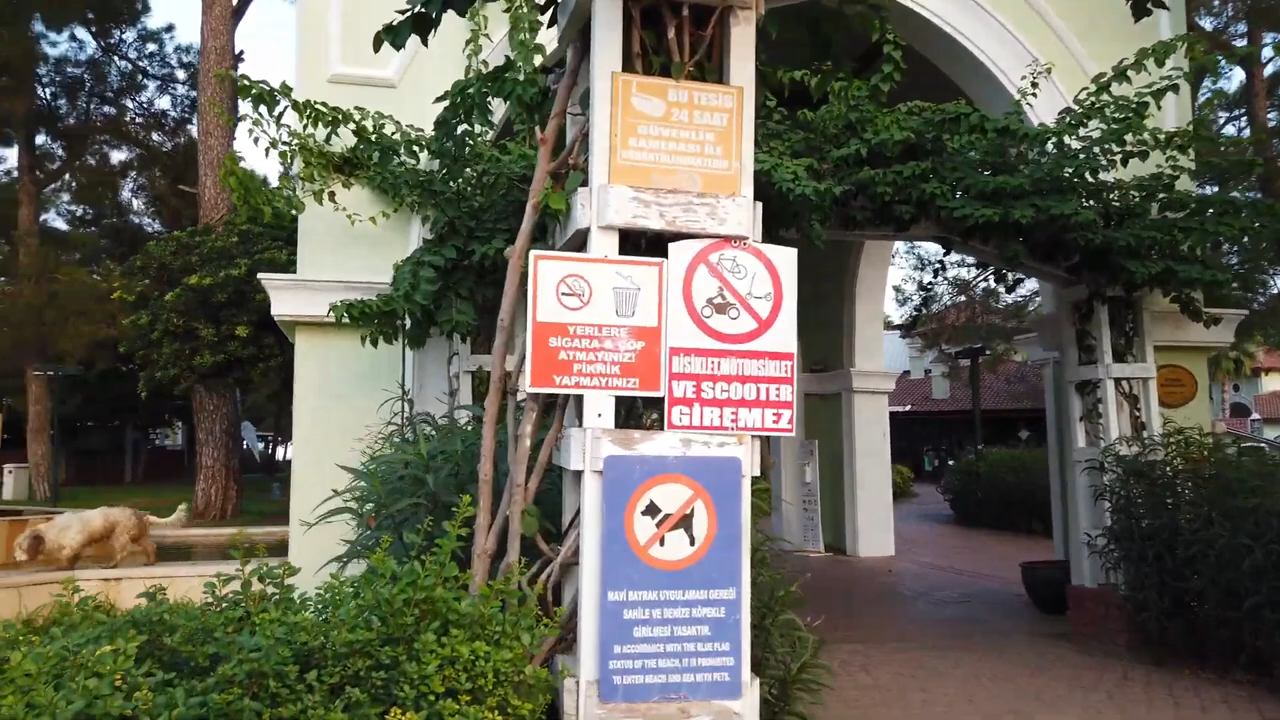 BU TESİS
24 SAAT
GÜVENLİK
KAMERASI İLE
YERLERE
SİGARA & ÇÖP
ATMAYINIZ!
PİKNİK
YAPMAYINIZ!
BİSİKLET,MOTORSİKLET
VE SCOOTER
GİREMEZ
MAVİ BAYRAK UYGULAMASI GEREĞİ
SAHİLE VE DENİZE KÖPEKLE
GİRİLMESİ YASAKTIR.
IN ACCORDANCE WITH THE BLUE FLAG
STATUS OF THE BEACH, IT IS PROHIBITED
TO ENTER BEACH AND SEA WITH PETS.